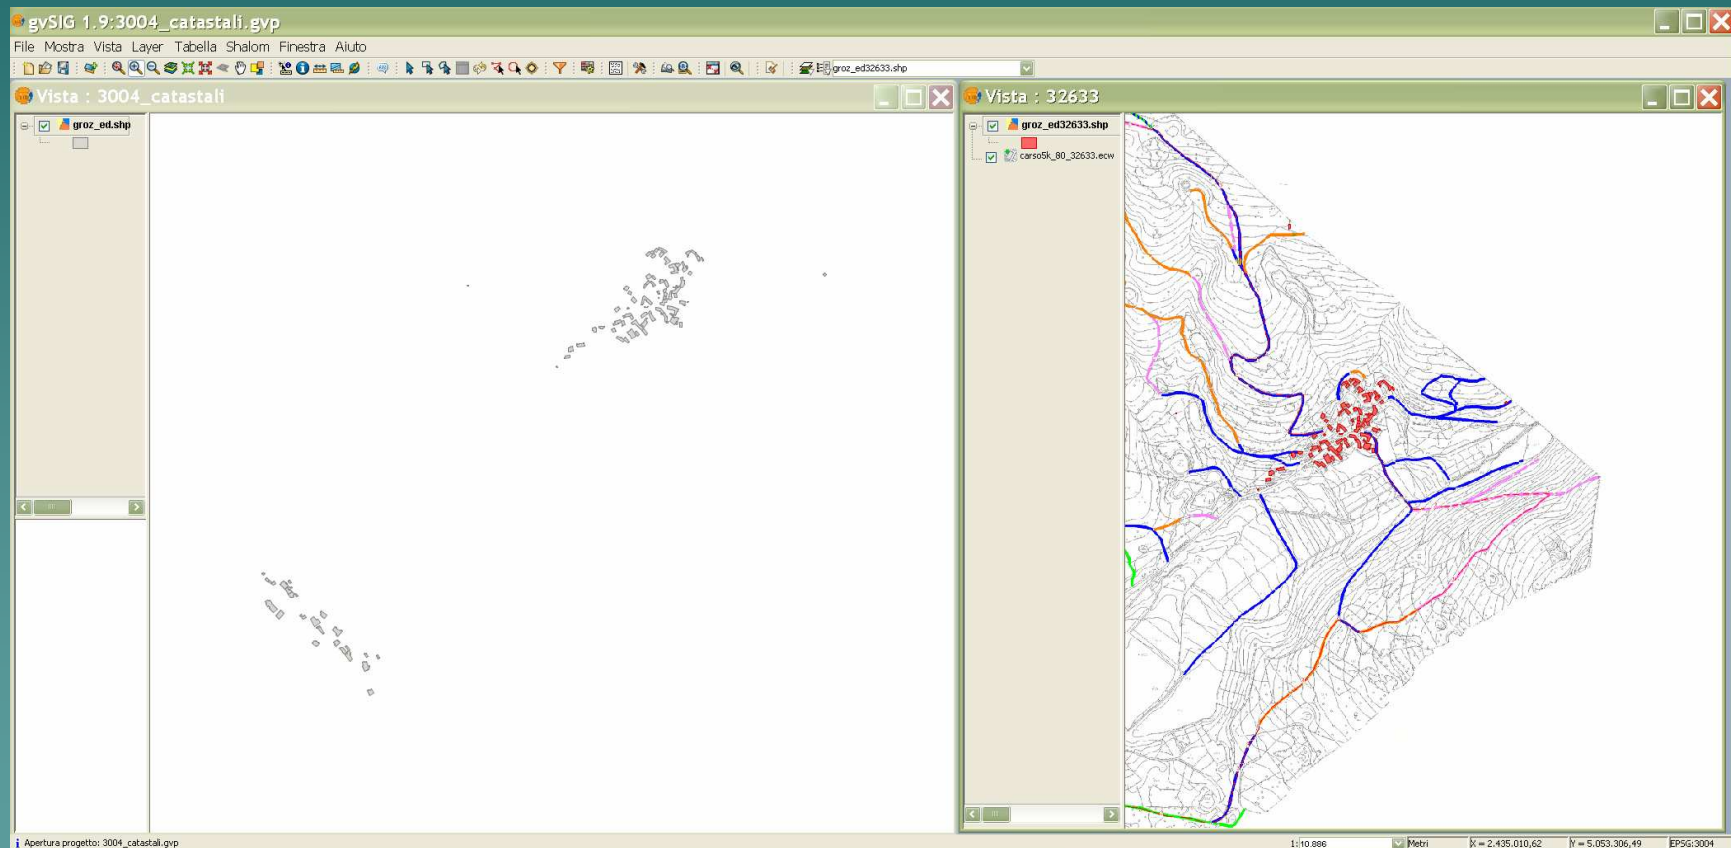 gvSIG 1.9:3004_catastali.gvp
File Mostra Vista Layer Tabella Shalom Finestra Aiuto
groz_ed32633.shp
Vista : 3004_catastali
groz_ed.shp
Vista : 32633
groz_ed32633.shp
carso5k_80_32633.ecw
Apertura progetto: 3004_catastali.gvp
1: 10.886 Metri X = 2.435.010,62 Y = 5.053.306,49 EPSG:3004